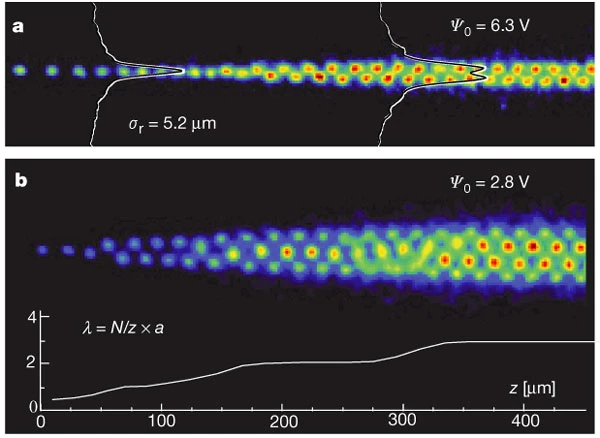 a
Ψ0 = 6.3 V
σr = 5.2 μm
b
Ψ0 = 2.8 V
4
λ = N/z × a
2
z [μm]
0
0 100 200 300 400